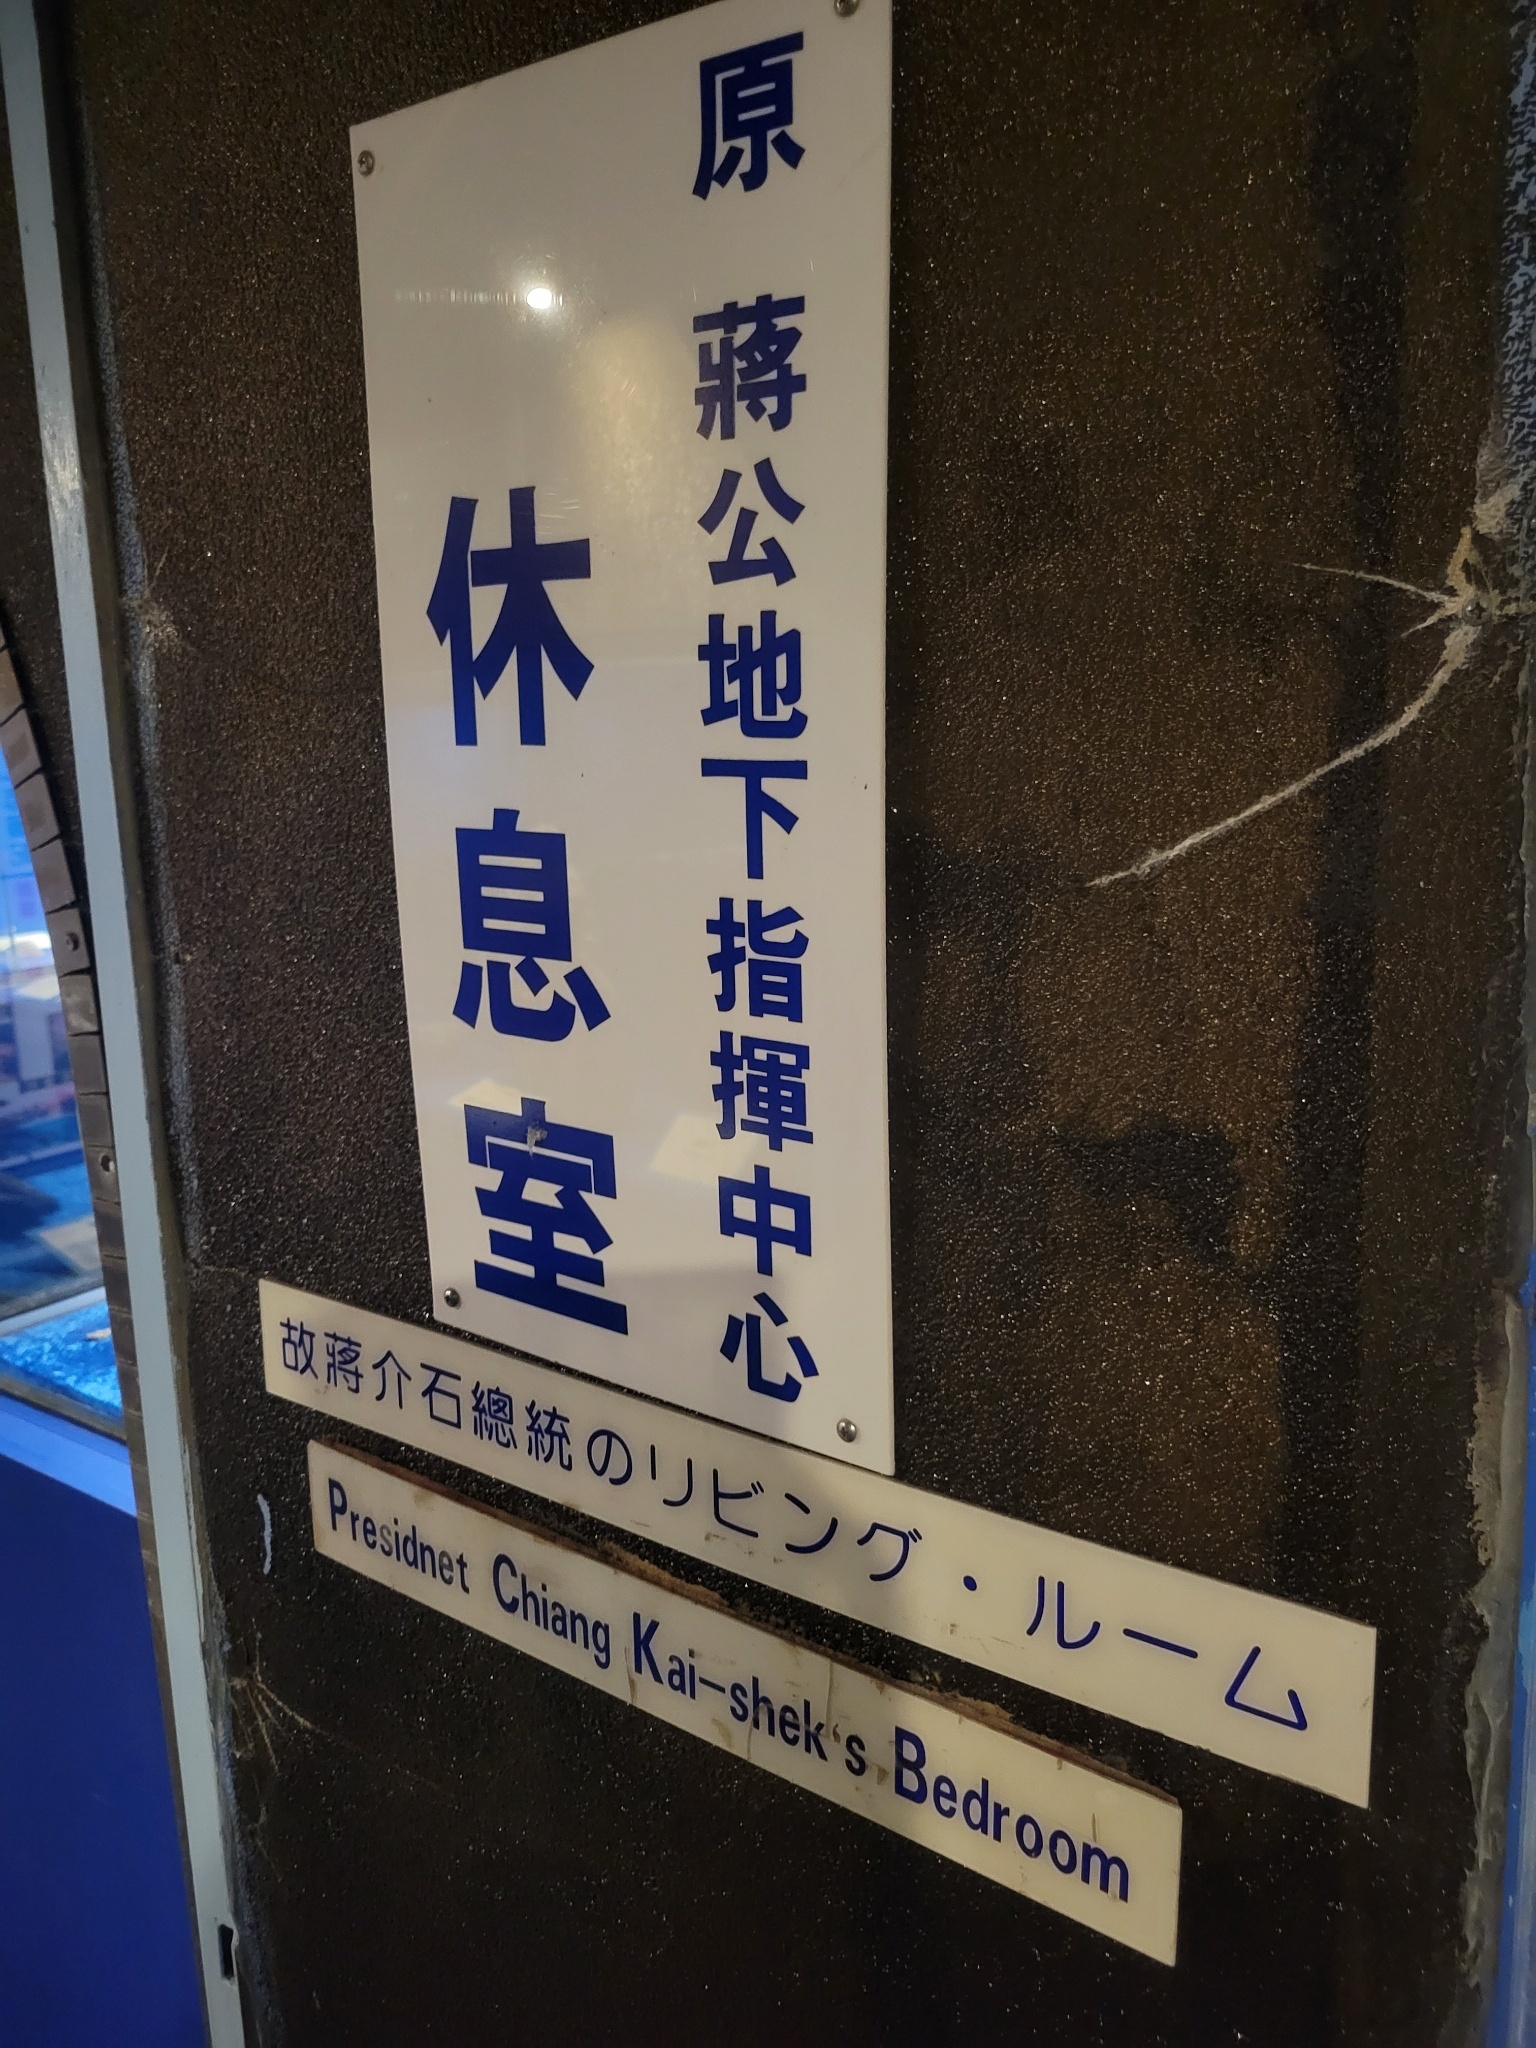 原 蔣公地下指揮中心
休息室
故蔣介石總統のリビング・ルーム
Presidnet Chiang Kai-shek's Bedroom